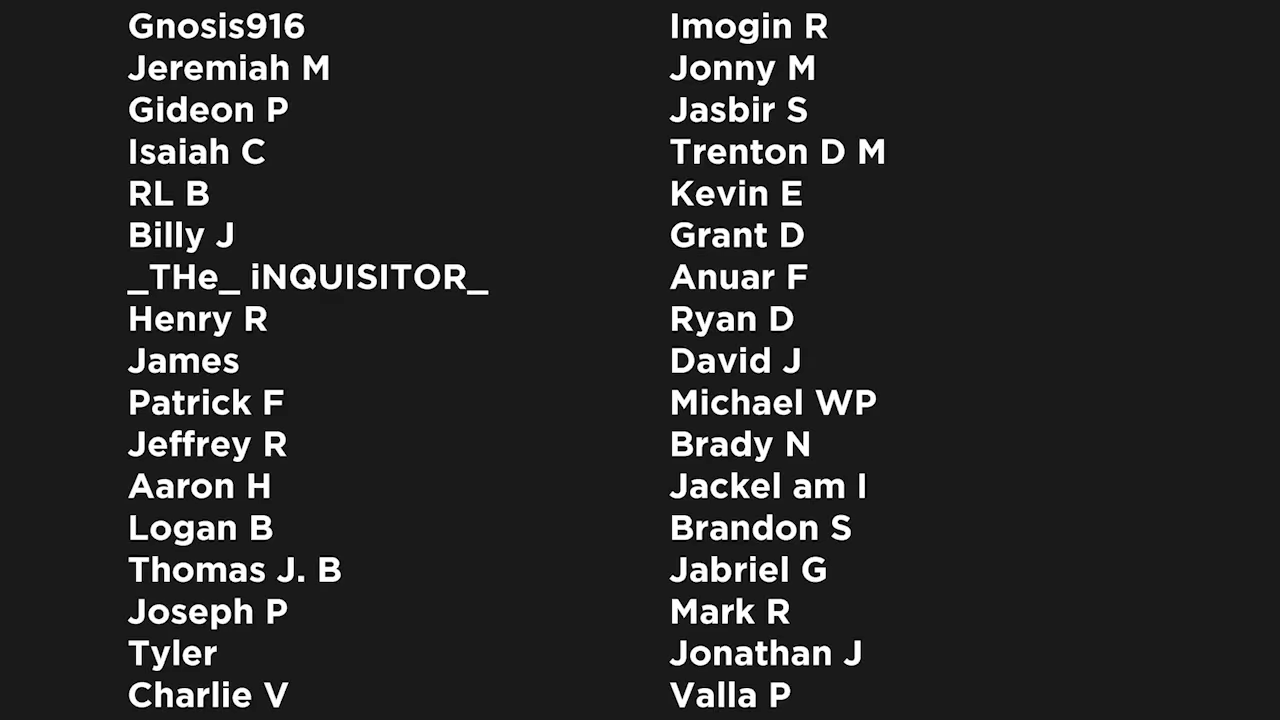 Gnosis916
Jeremiah M
Gideon P
Isaiah C
RL B
Billy J
_THe_ iNQUISITOR_
Henry R
James
Patrick F
Jeffrey R
Aaron H
Logan B
Thomas J. B
Joseph P
Tyler
Charlie V
Imogin R
Jonny M
Jasbir S
Trenton D M
Kevin E
Grant D
Anuar F
Ryan D
David J
Michael WP
Brady N
Jackel am I
Brandon S
Jabriel G
Mark R
Jonathan J
Valla P